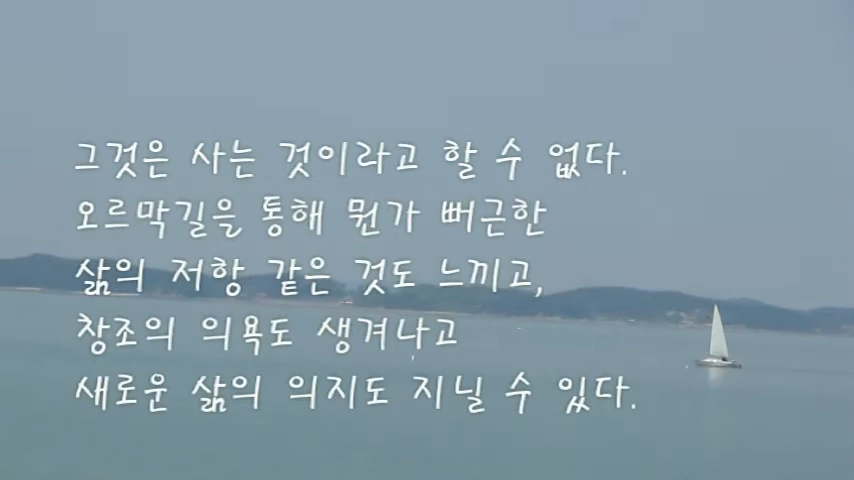 그것은 사는 것이라고 할 수 없다.
오르막길을 통해 뭔가 뻐근한
삶의 저항 같은 것도 느끼고,
창조의 의욕도 생겨나고
새로운 삶의 의지도 지닐 수 있다.